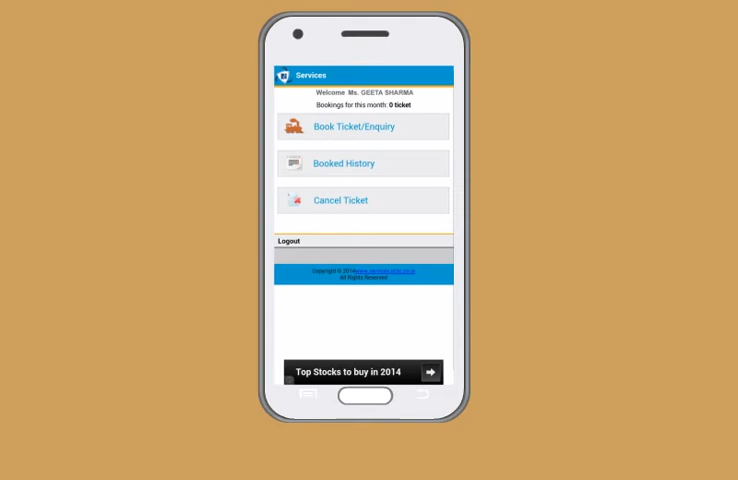 Services
Welcome Ms. GEETA SHARMA
Bookings for this month: 0 ticket
Book Ticket/Enquiry
Booked History
Cancel Ticket
Logout
Copyright © 2014
All Rights Reserved
Top Stocks to buy in 2014